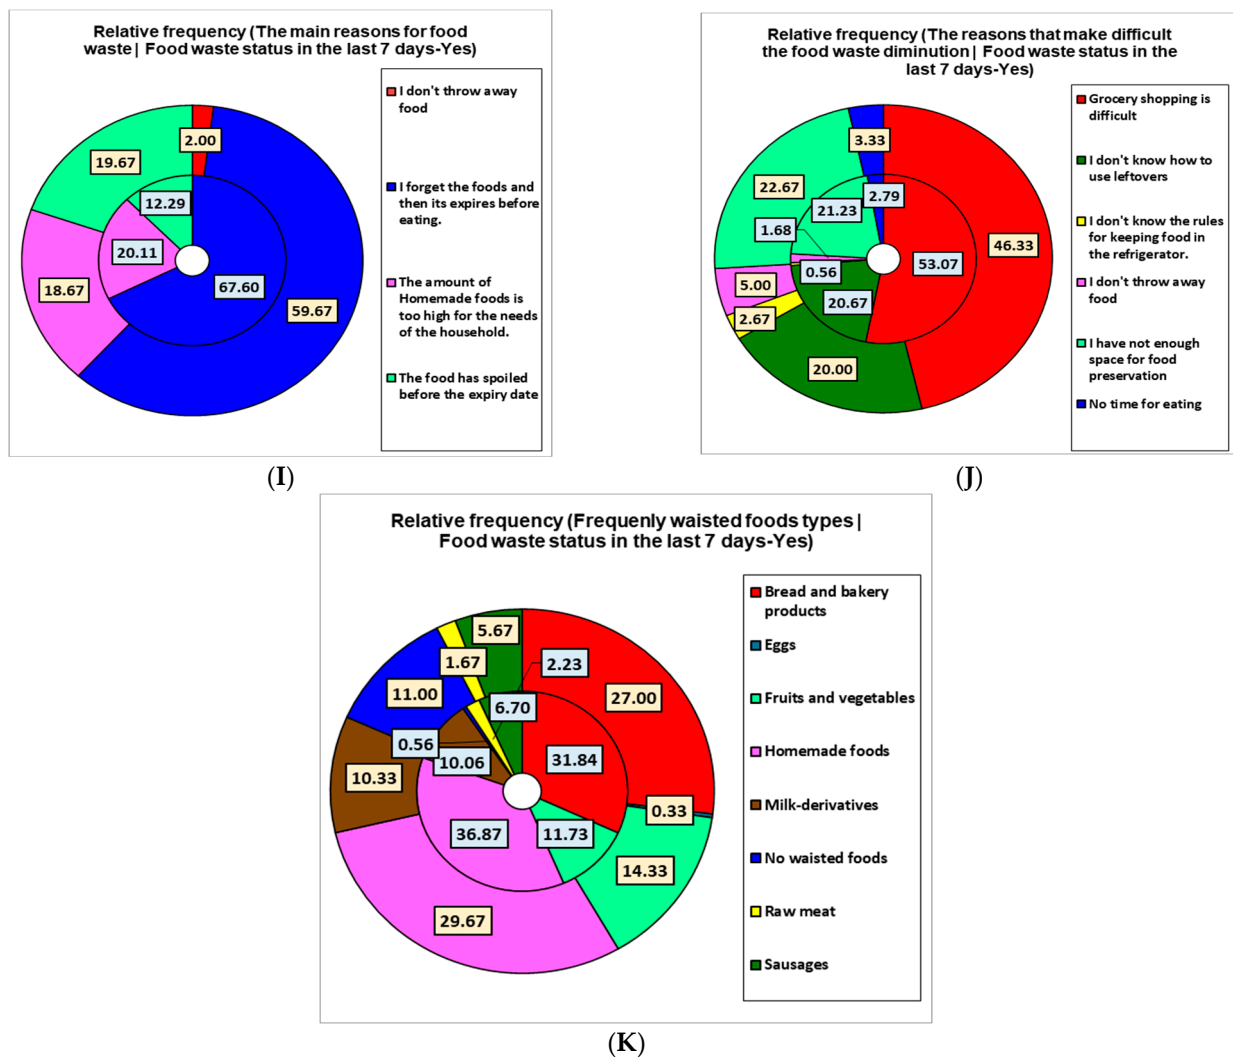 Relative frequency (The main reasons for food
waste| Food waste status in the last 7 days-Yes)
I don't throw away
food
I forget the foods and
then its expires before
eating.
The amount of
Homemade foods is
too high for the needs
of the household.
The food has spoiled
before the expiry date
2.00
19.67
12.29
20.11
67.60
18.67
59.67
(I)
Relative frequency (The reasons that make difficult
the food waste diminution| Food waste status in the
last 7 days-Yes)
Grocery shopping is
difficult
I don't know how to
use leftovers
I don't know the rules
for keeping food in
the refrigerator.
I don't throw away
food
I have not enough
space for food
preservation
No time for eating
3.33
22.67
2.79
21.23
1.68
46.33
0.56
53.07
5.00
20.67
2.67
20.00
(J)
Relative frequency (Frequenly waisted foods types|
Food waste status in the last 7 days-Yes)
Bread and bakery
products
Eggs
Fruits and vegetables
Homemade foods
Milk-derivatives
No waisted foods
Raw meat
Sausages
5.67
1.67
2.23
11.00
27.00
6.70
0.56
10.06
31.84
10.33
0.33
36.87
11.73
14.33
29.67
(K)